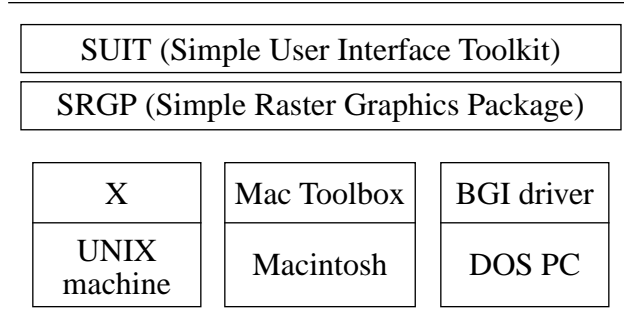 SUIT (Simple User Interface Toolkit)
SRGP (Simple Raster Graphics Package)
X
Mac Toolbox
BGI driver
UNIX
machine
Macintosh
DOS PC